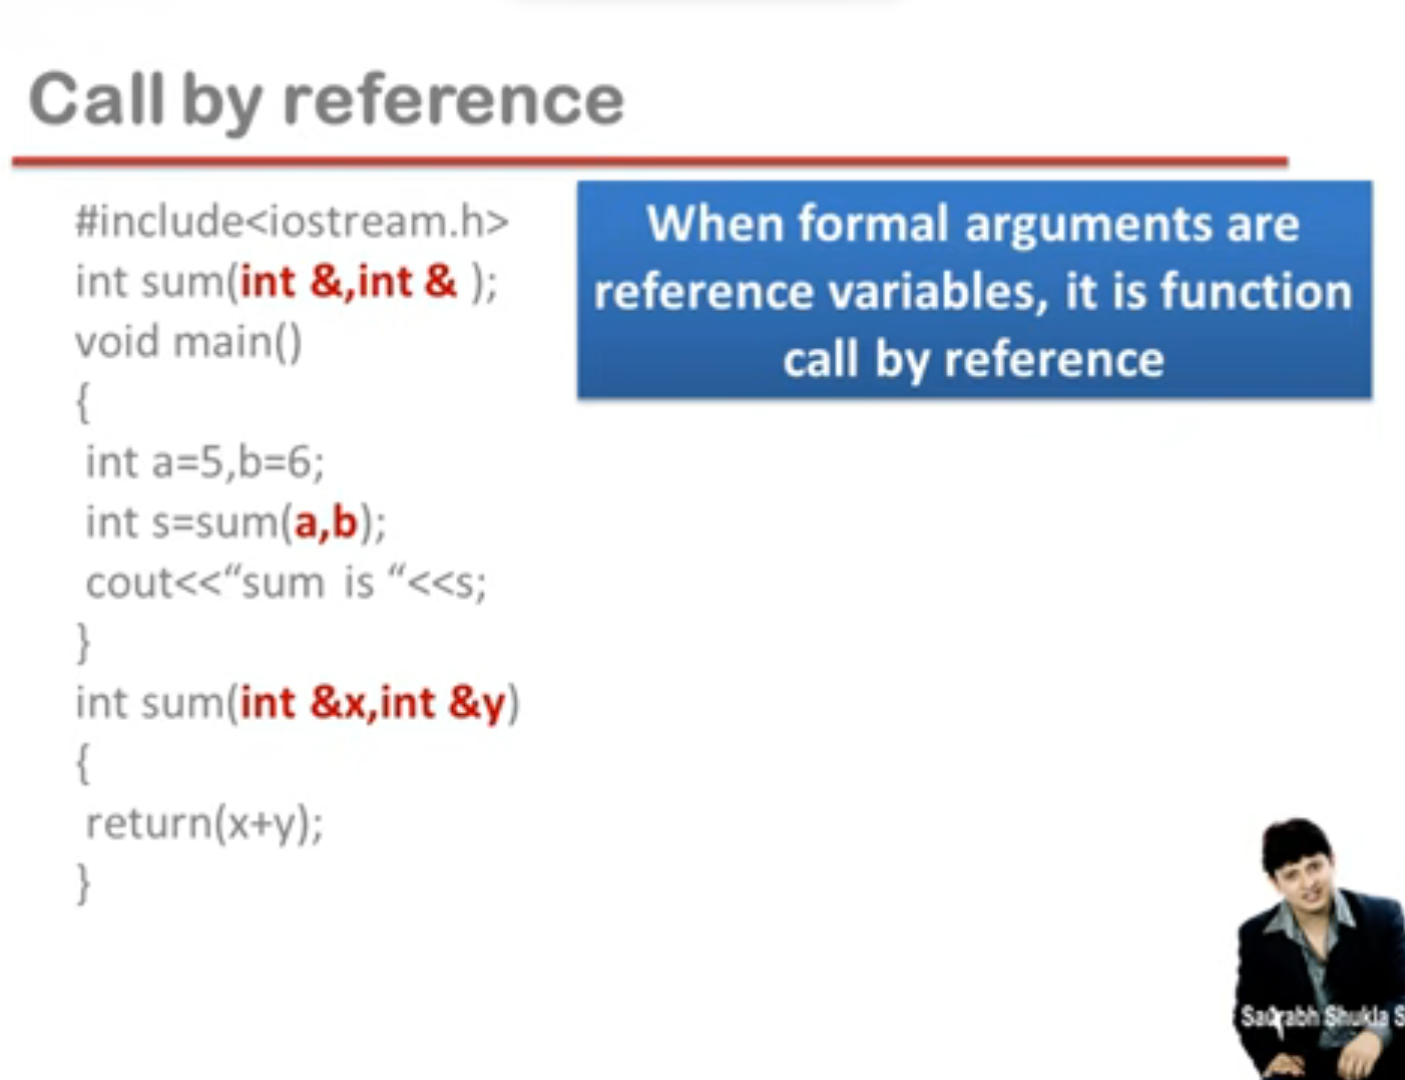 Call by reference
#include<iostream.h>
int sum(int &,int & );
void main()
{
int a=5,b=6;
int s=sum(a,b);
cout<<“sum is “<<s;
}
int sum(int &x,int &y)
{
return(x+y);
}
When formal arguments are
reference variables, it is function
call by reference
Saurabh Shukla S